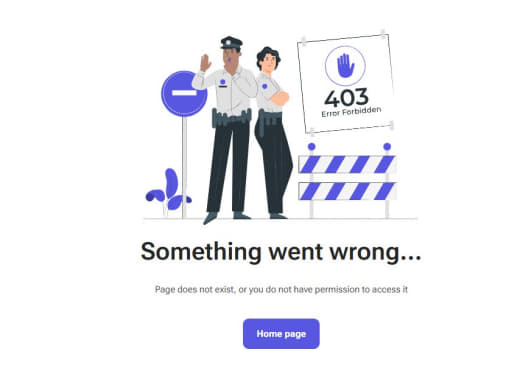 403
Error Forbidden
Something went wrong...
Page does not exist, or you do not have permission to access it
Home page